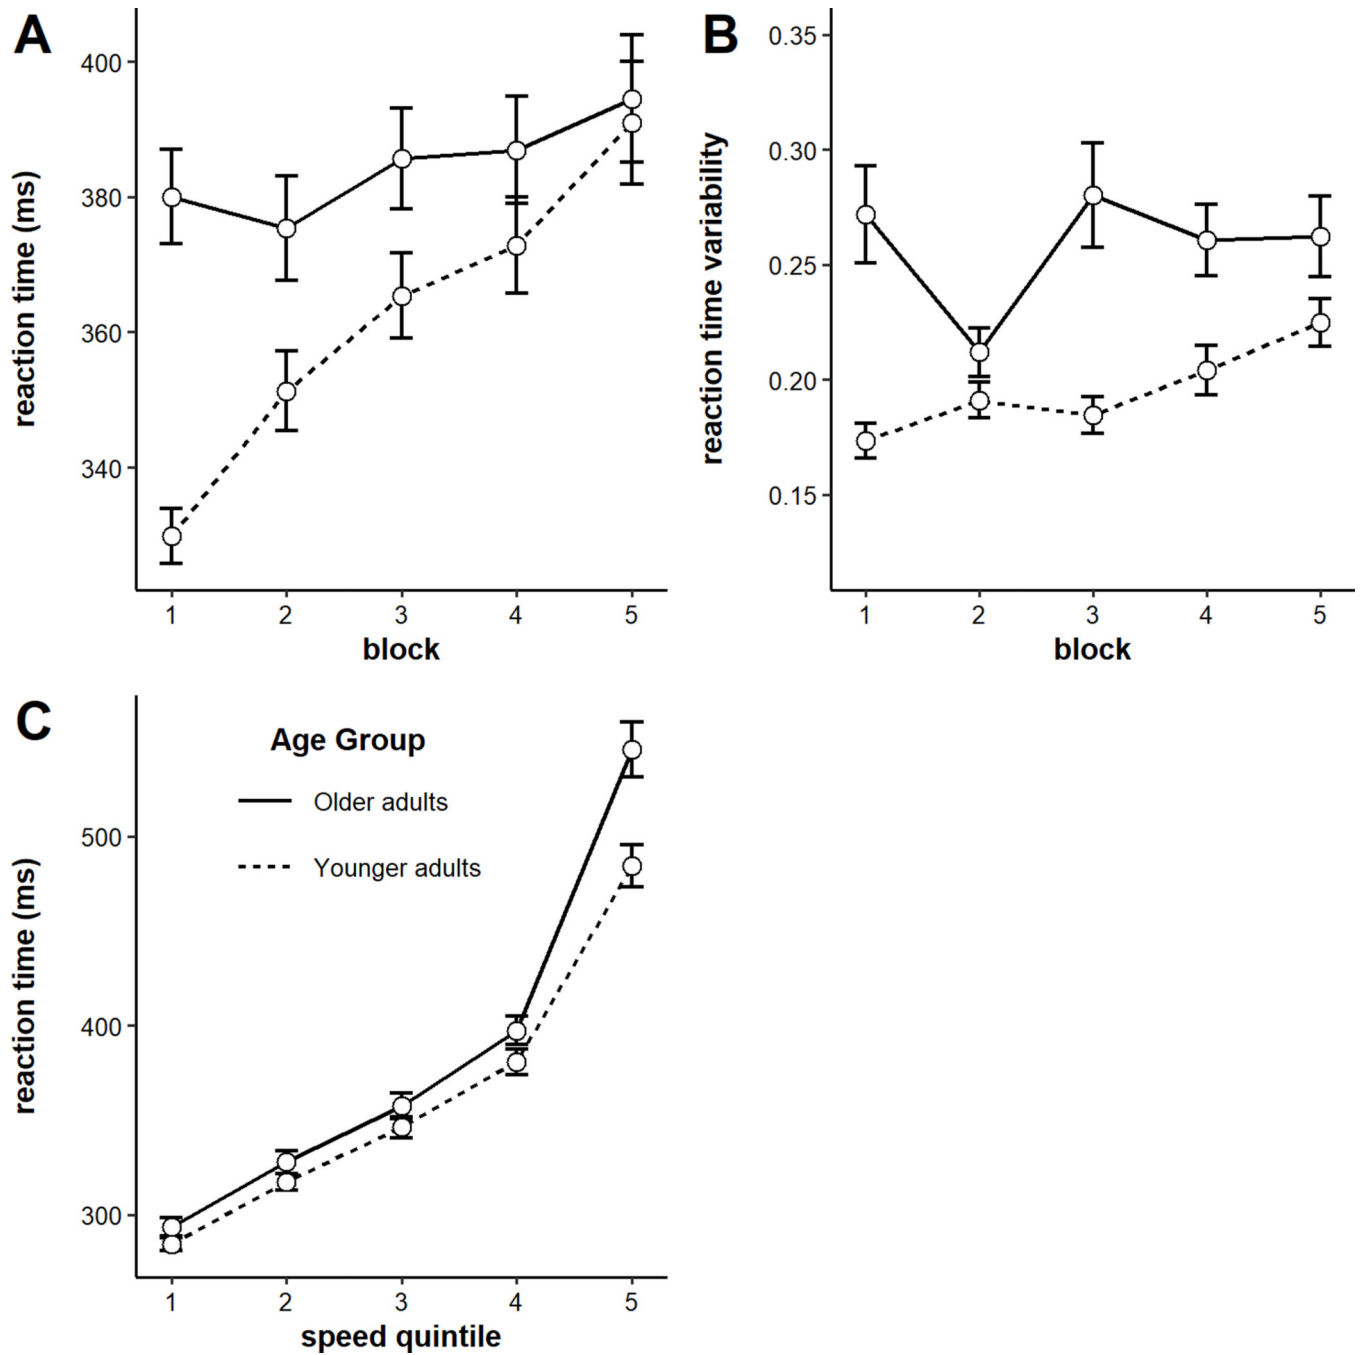 A
reaction time (ms)
400
380
360
340
1 2 3 4 5
block
B
reaction time variability
0.35
0.30
0.25
0.20
0.15
1 2 3 4 5
block
C
Age Group
Older adults
Younger adults
reaction time (ms)
500
400
300
1 2 3 4 5
speed quintile